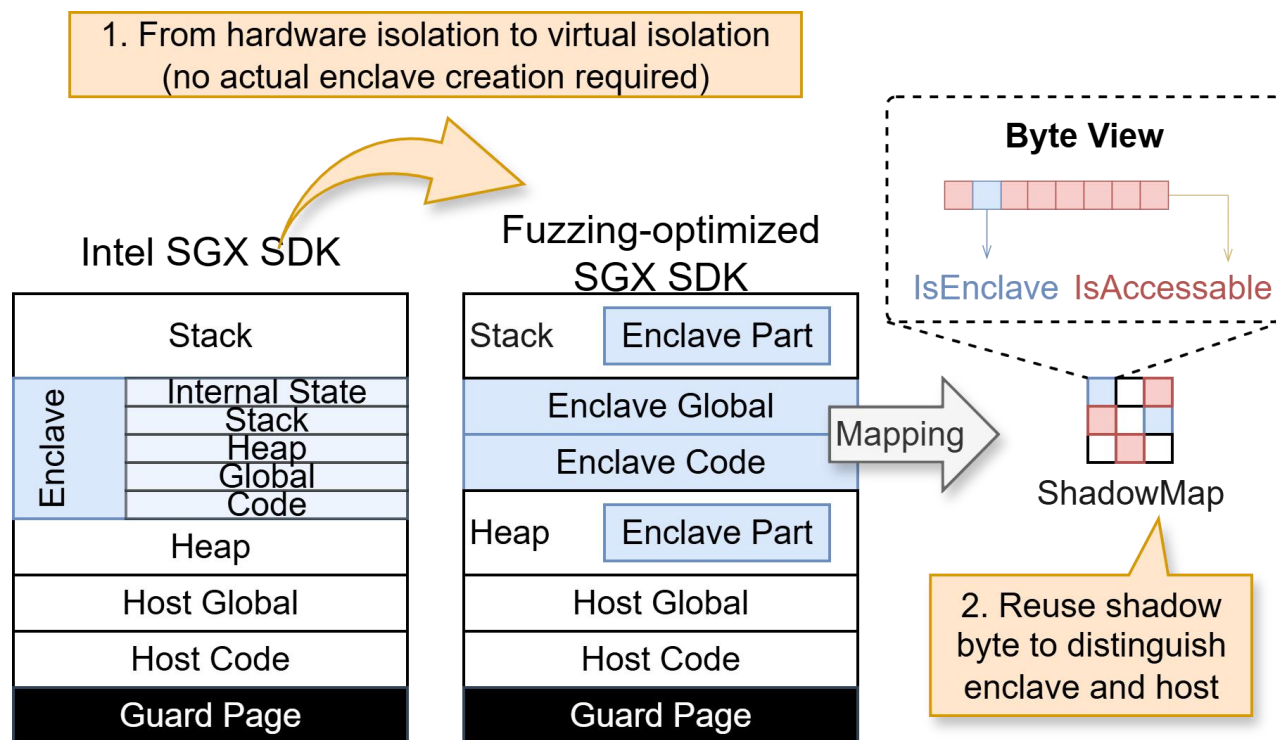 1. From hardware isolation to virtual isolation
(no actual enclave creation required)
Byte View
IsEnclave IsAccessable
Intel SGX SDK
Fuzzing-optimized
SGX SDK
Stack
Enclave
Internal State
Stack
Heap
Global
Code
Heap
Host Global
Host Code
Guard Page
Stack
Enclave Part
Enclave Global
Enclave Code
Heap
Enclave Part
Host Global
Host Code
Guard Page
Mapping
ShadowMap
2. Reuse shadow
byte to distinguish
enclave and host